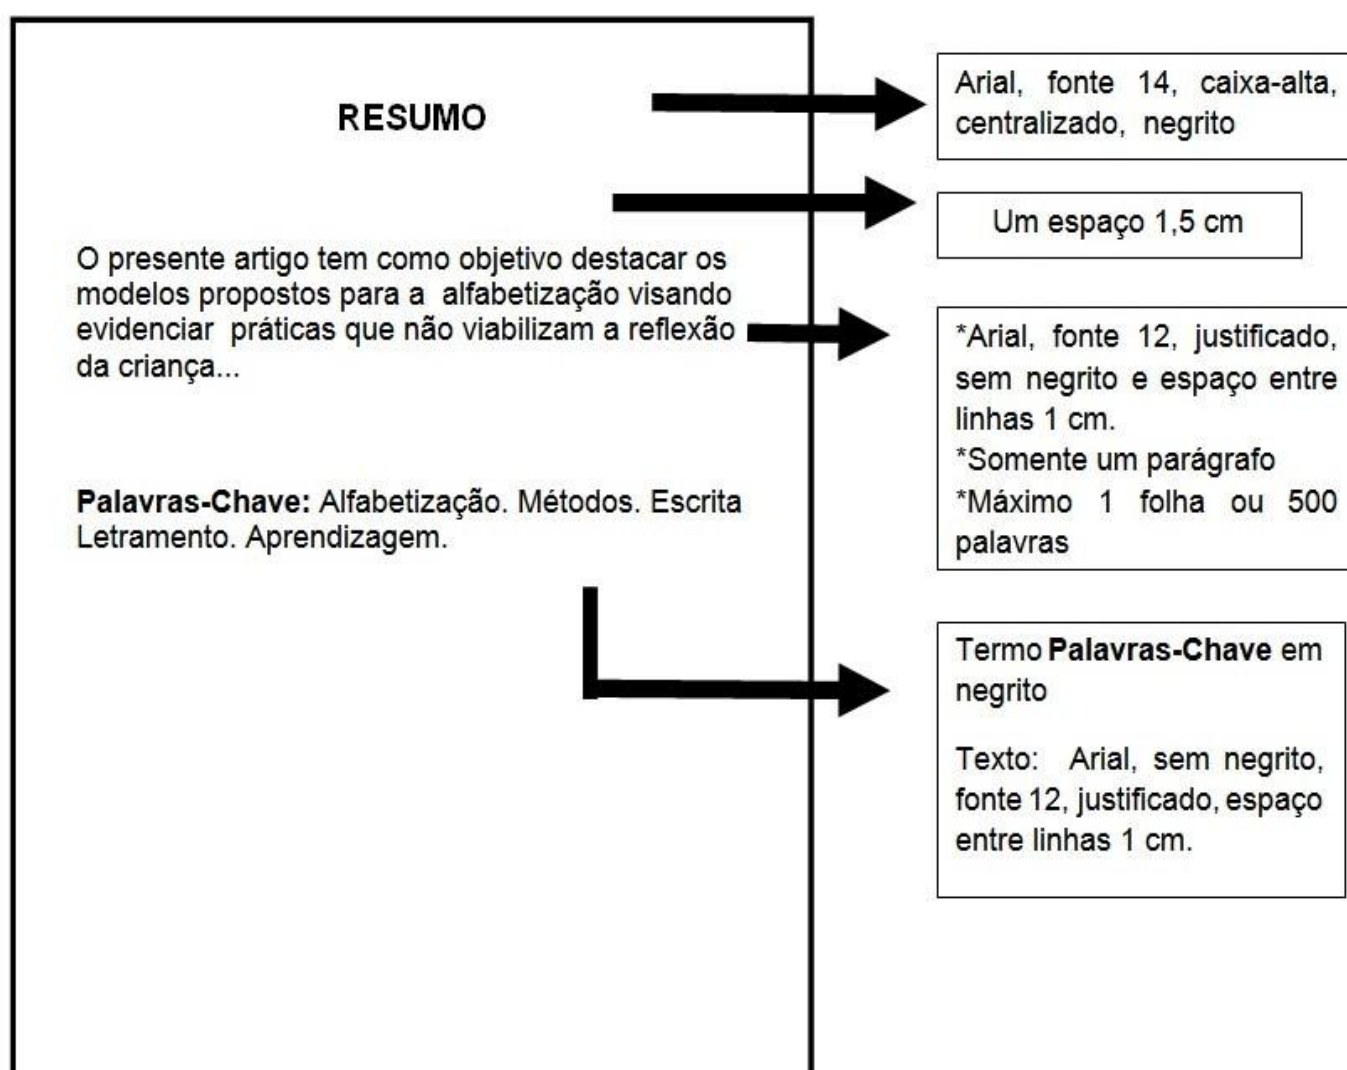 RESUMO
O presente artigo tem como objetivo destacar os
modelos propostos para a alfabetização visando
evidenciar práticas que não viabilizam a reflexão
da criança...
Palavras-Chave: Alfabetização. Métodos. Escrita
Letramento. Aprendizagem.
Arial, fonte 14, caixa-alta,
centralizado, negrito
Um espaço 1,5 cm
*Arial, fonte 12, justificado,
sem negrito e espaço entre
linhas 1 cm.
*Somente um parágrafo
*Máximo 1 folha ou 500
palavras
Termo Palavras-Chave em
negrito
Texto: Arial, sem negrito,
fonte 12, justificado, espaço
entre linhas 1 cm.